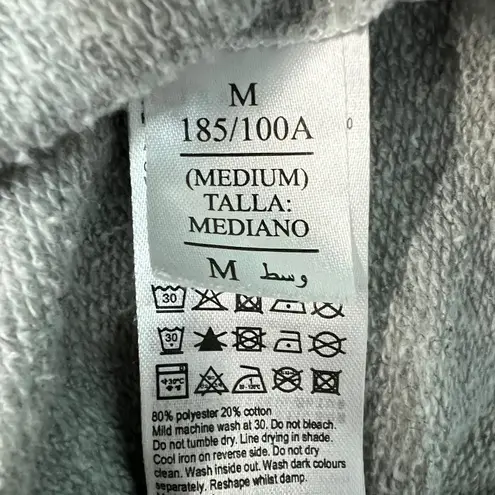 M
185/100A
(MEDIUM)
TALLA:
MEDIANO
M وسط
30
30
+30°C
80% polyester 20% cotton
Mild machine wash at 30. Do not bleach.
Do not tumble dry. Line drying in shade.
Cool iron on reverse side. Do not dry
clean. Wash inside out. Wash dark colours
separately. Reshape whilst damp.